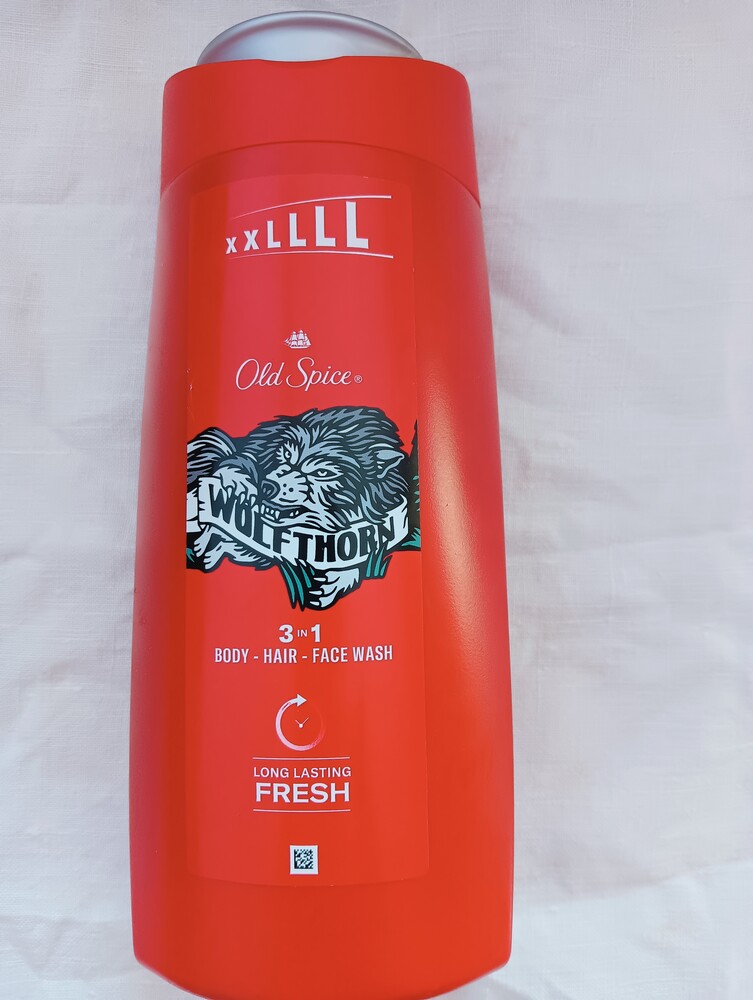 xxLLLL
Old Spice®
WOLFTHORN
3 IN 1
BODY - HAIR - FACE WASH
LONG LASTING
FRESH